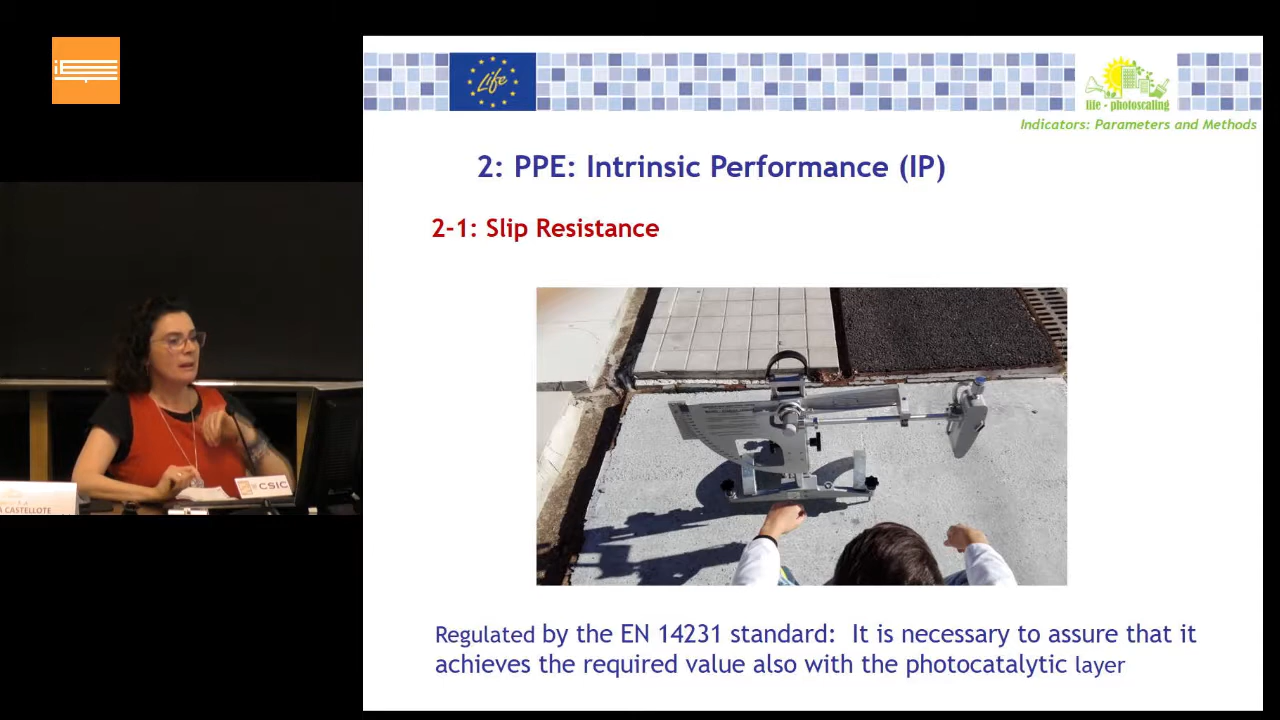 Life
life - photoscaling
Indicators: Parameters and Methods
2: PPE: Intrinsic Performance (IP)
2-1: Slip Resistance
CSIC
CASTELLOTE
Regulated by the EN 14231 standard: It is necessary to assure that it
achieves the required value also with the photocatalytic layer